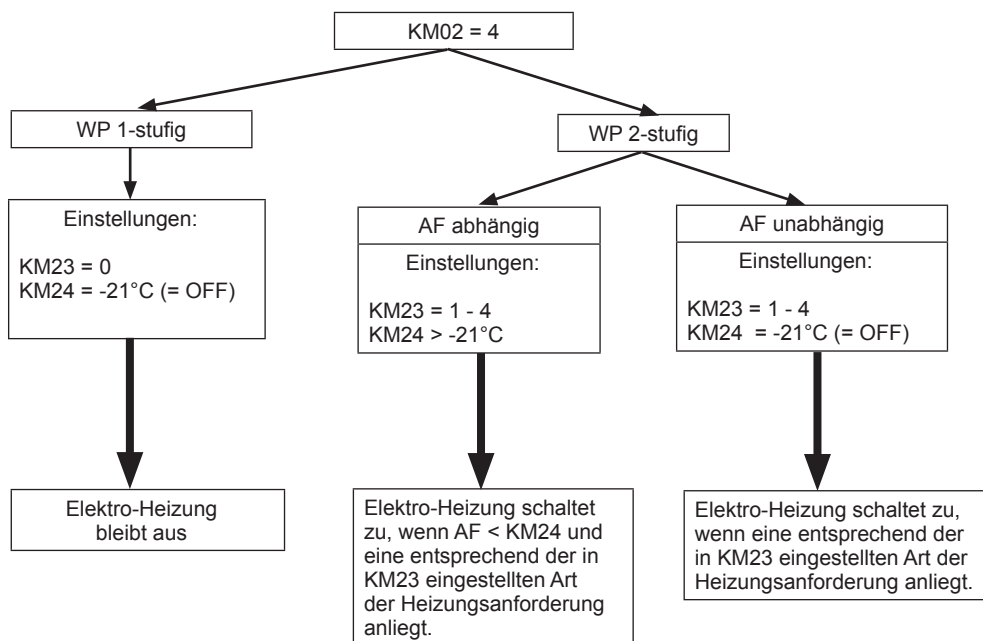 KM02 = 4
WP 1-stufig
WP 2-stufig
Einstellungen:
KM23 = 0
KM24 = -21°C (= OFF)
AF abhängig
Einstellungen:
KM23 = 1 - 4
KM24 > -21°C
AF unabhängig
Einstellungen:
KM23 = 1 - 4
KM24 = -21°C (= OFF)
Elektro-Heizung
bleibt aus
Elektro-Heizung schaltet
zu, wenn AF < KM24 und
eine entsprechend der in
KM23 eingestellten Art
der Heizungsanforderung
anliegt.
Elektro-Heizung schaltet zu,
wenn eine entsprechend der
in KM23 eingestellten Art der
Heizungsanforderung anliegt.